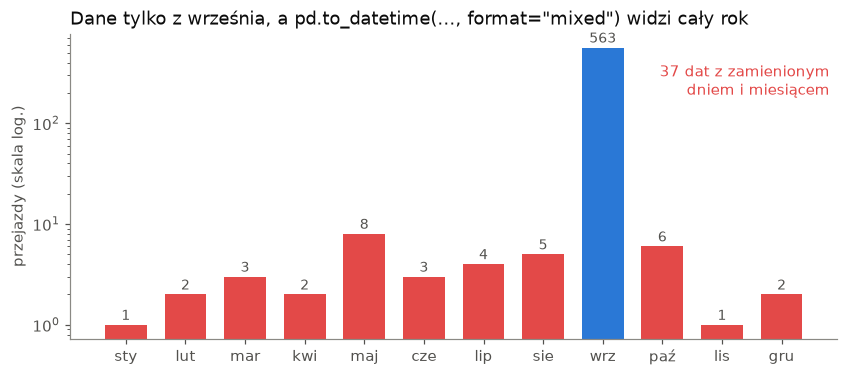 Dane tylko z września, a pd.to_datetime(..., format="mixed") widzi cały rok
563
37 dat z zamienionym
dniem i miesiącem
przejazdy (skala log.)
10²
10¹
10⁰
1
2
3
2
8
3
4
5
6
1
2
sty
lut
mar
kwi
maj
cze
lip
sie
wrz
paź
lis
gru